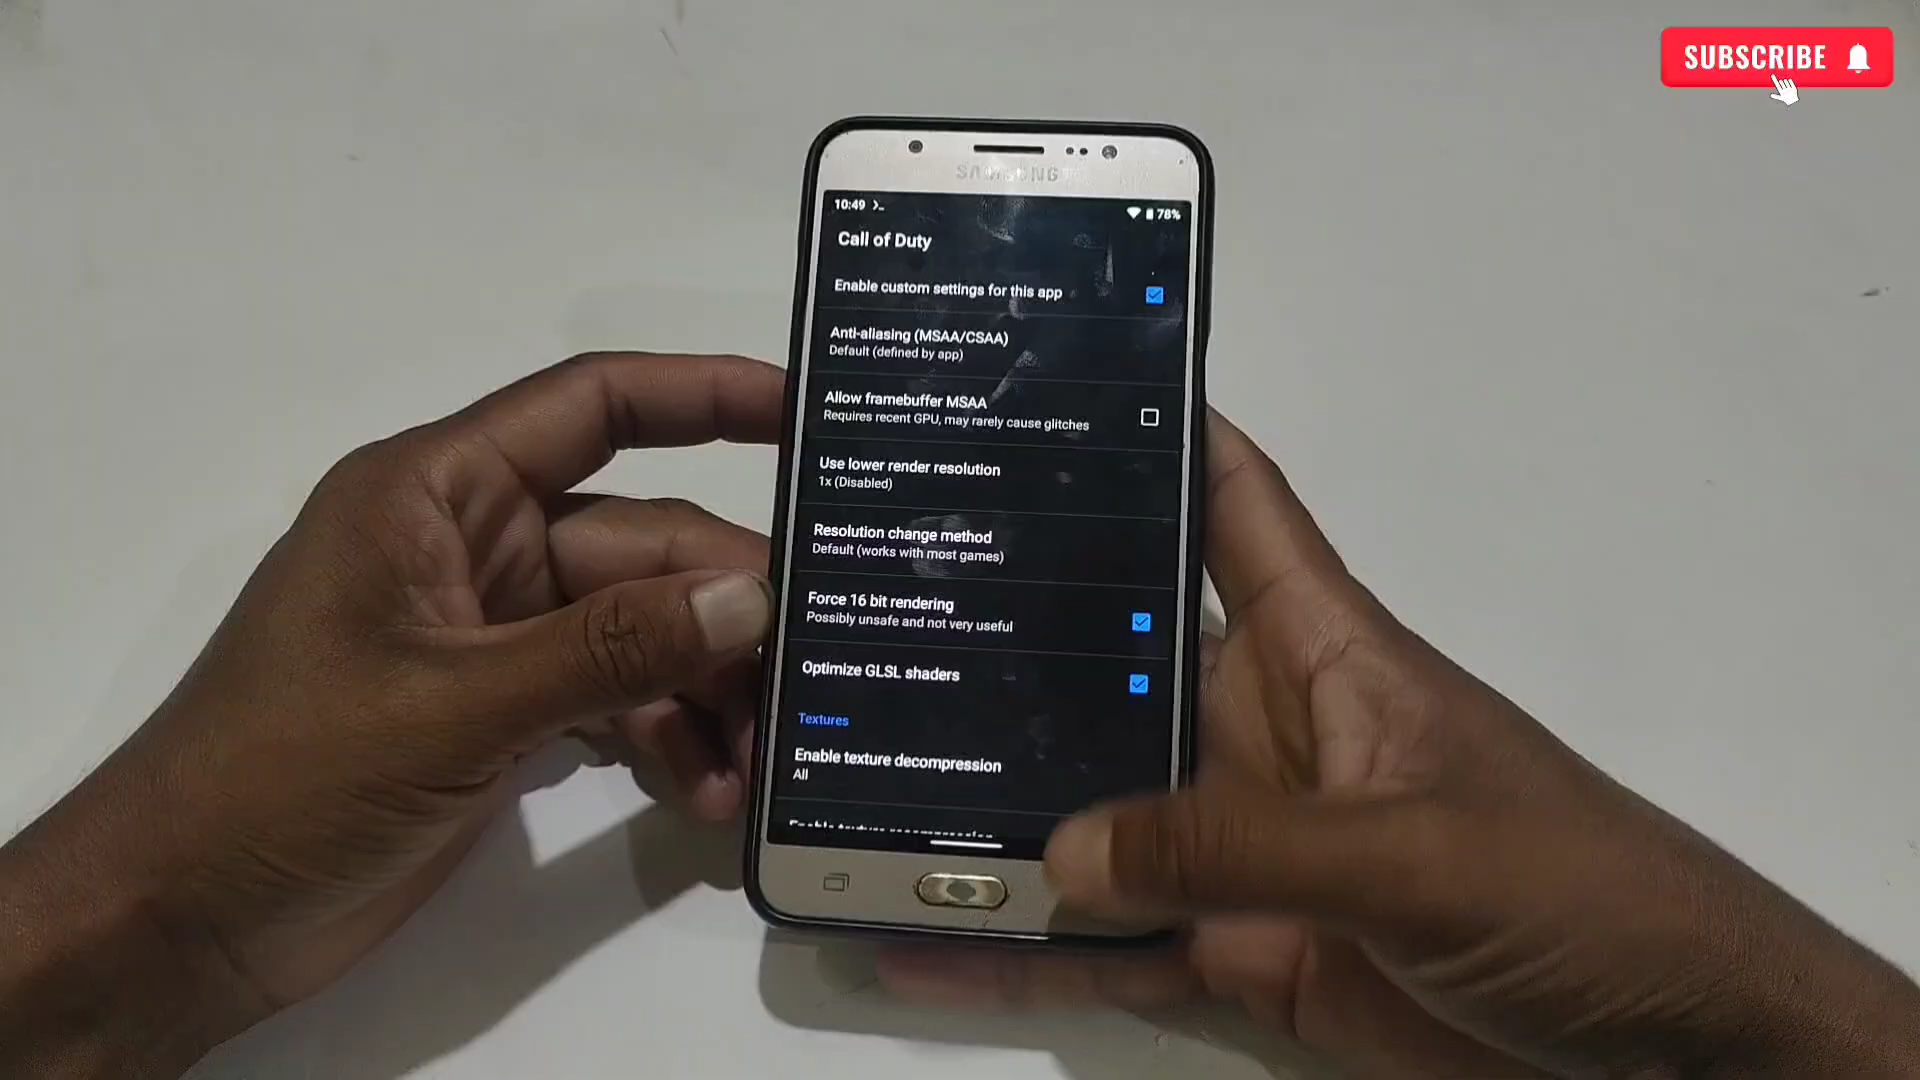 SUBSCRIBE
SAMSUNG
10:49
78%
Call of Duty
Enable custom settings for this app
Anti-aliasing (MSAA/CSAA)
Default (defined by app)
Allow framebuffer MSAA
Requires recent GPU, may rarely cause glitches
Use lower render resolution
1x (Disabled)
Resolution change method
Default (works with most games)
Force 16 bit rendering
Possibly unsafe and not very useful
Optimize GLSL shaders
Textures
Enable texture decompression
All